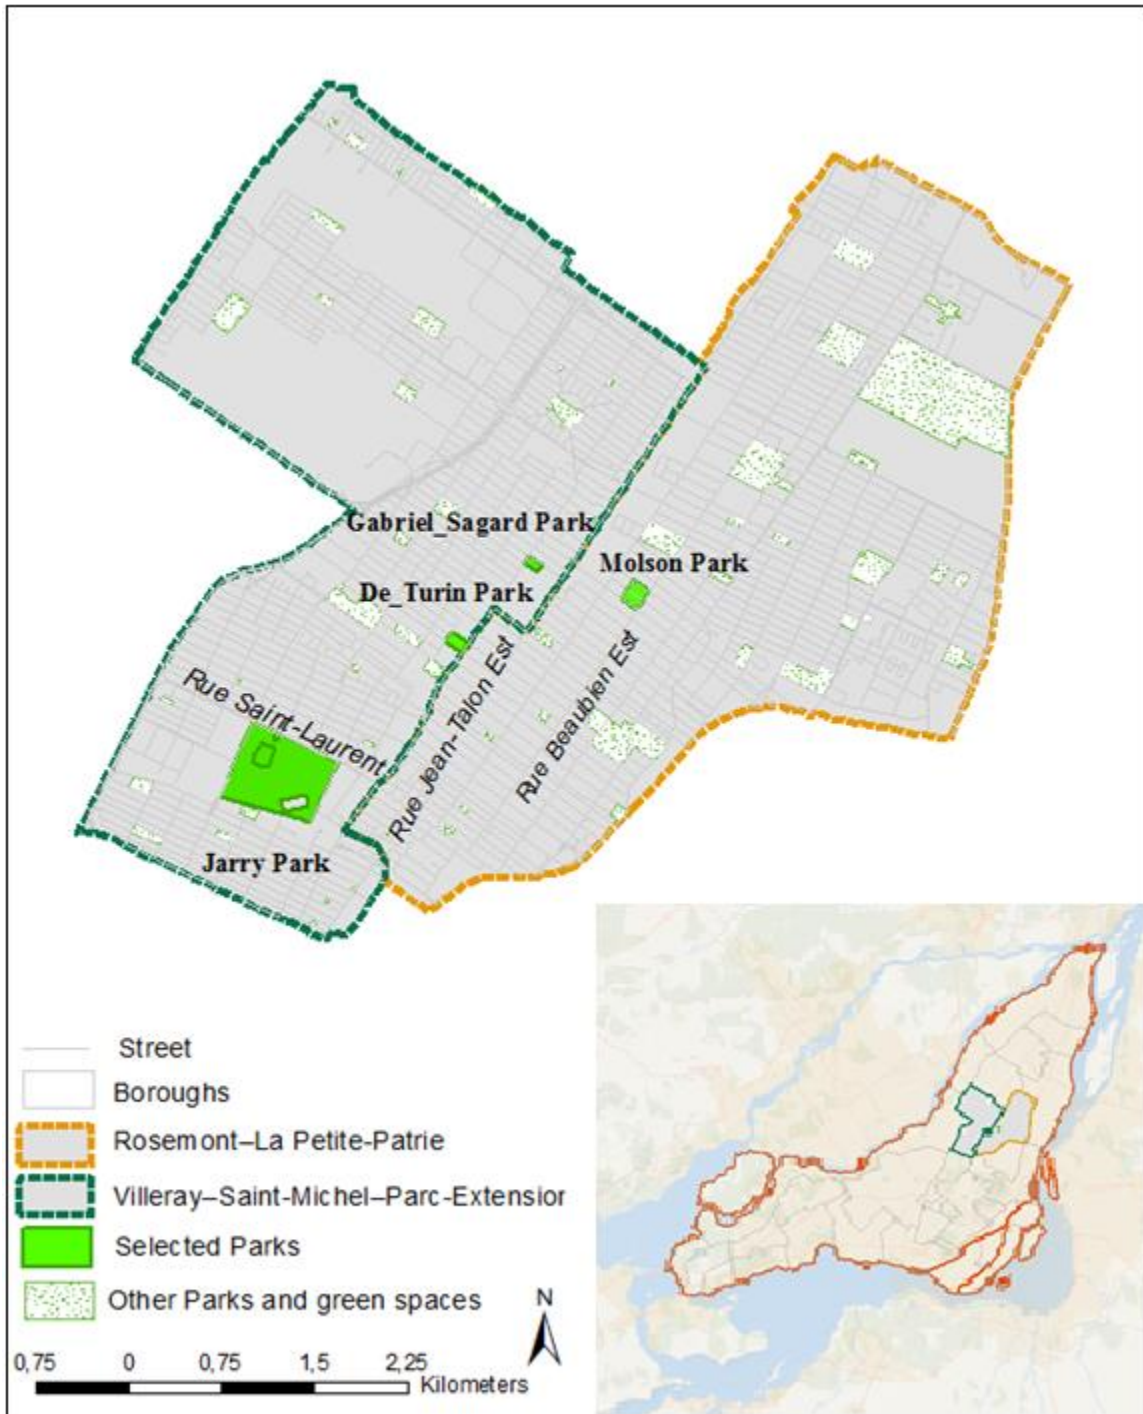 Gabriel_Sagard Park
Molson Park
De_Turin Park
Rue Saint-Laurent
Rue Jean-Talon Est
Rue Beaubien Est
Jarry Park
Street
Boroughs
Rosemont–La Petite-Patrie
Villeray–Saint-Michel–Parc-Extension
Selected Parks
Other Parks and green spaces
N
0,75 0 0,75 1,5 2,25
Kilometers